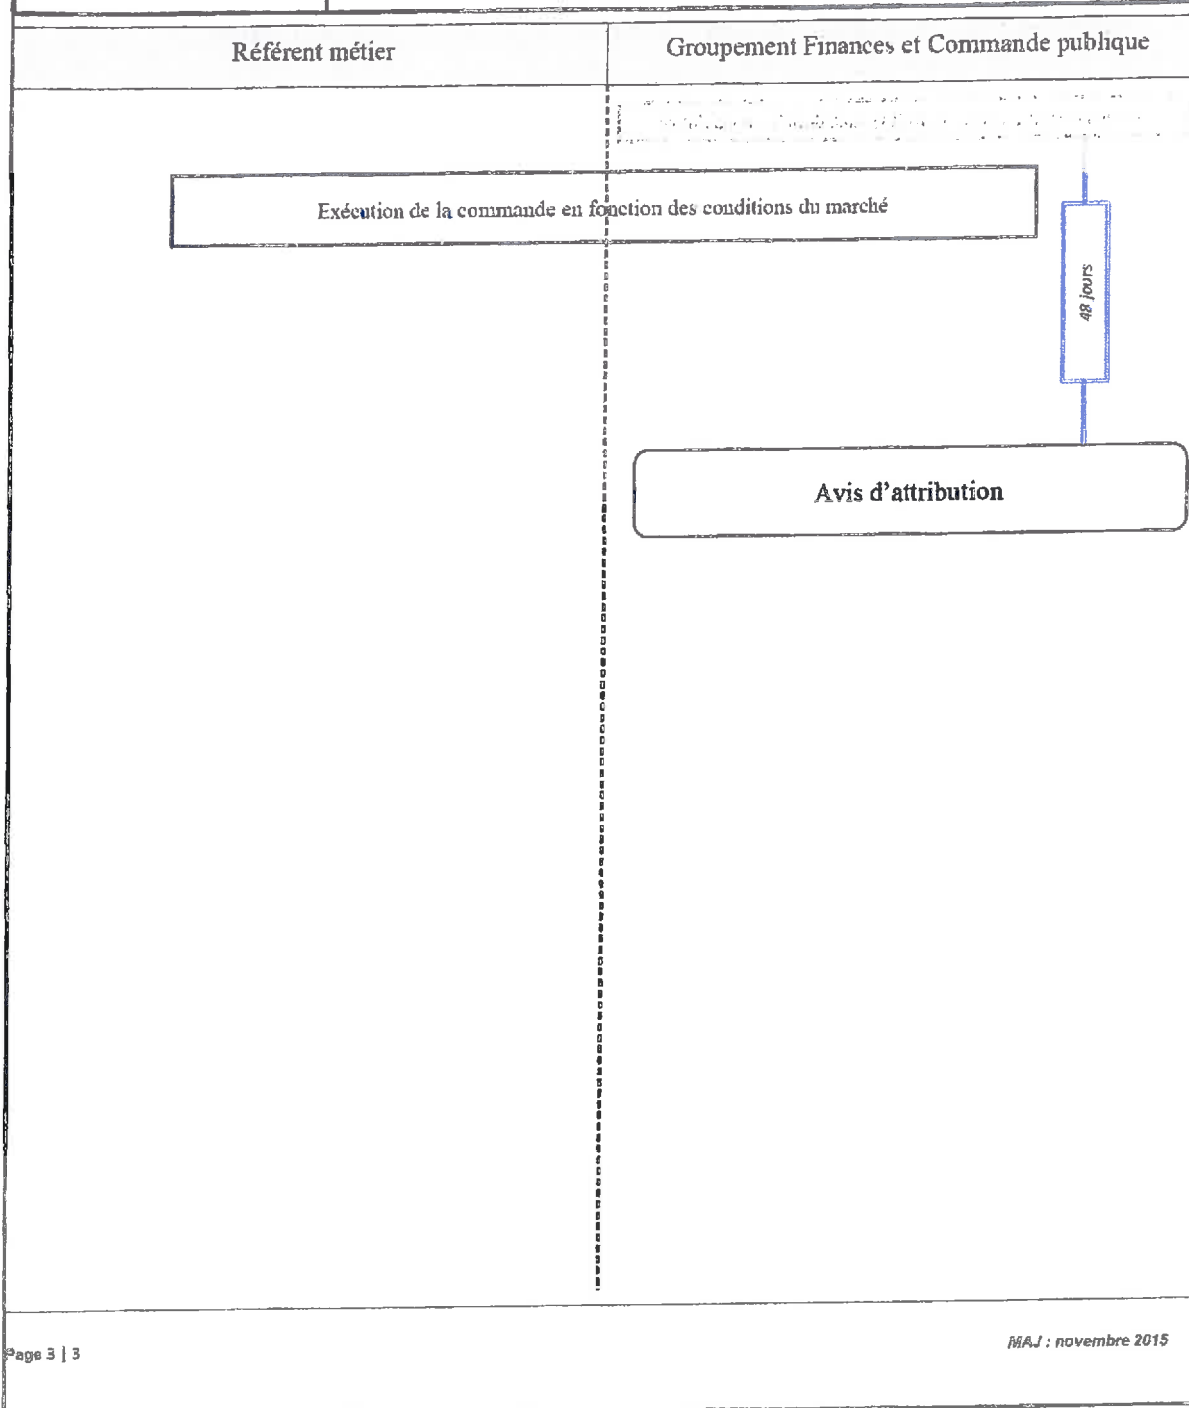 Référent métier
Groupement Finances et Commande publique
Exécution de la commande en fonction des conditions du marché
48 jours
Avis d'attribution
Page 3 | 3
MAJ : novembre 2015